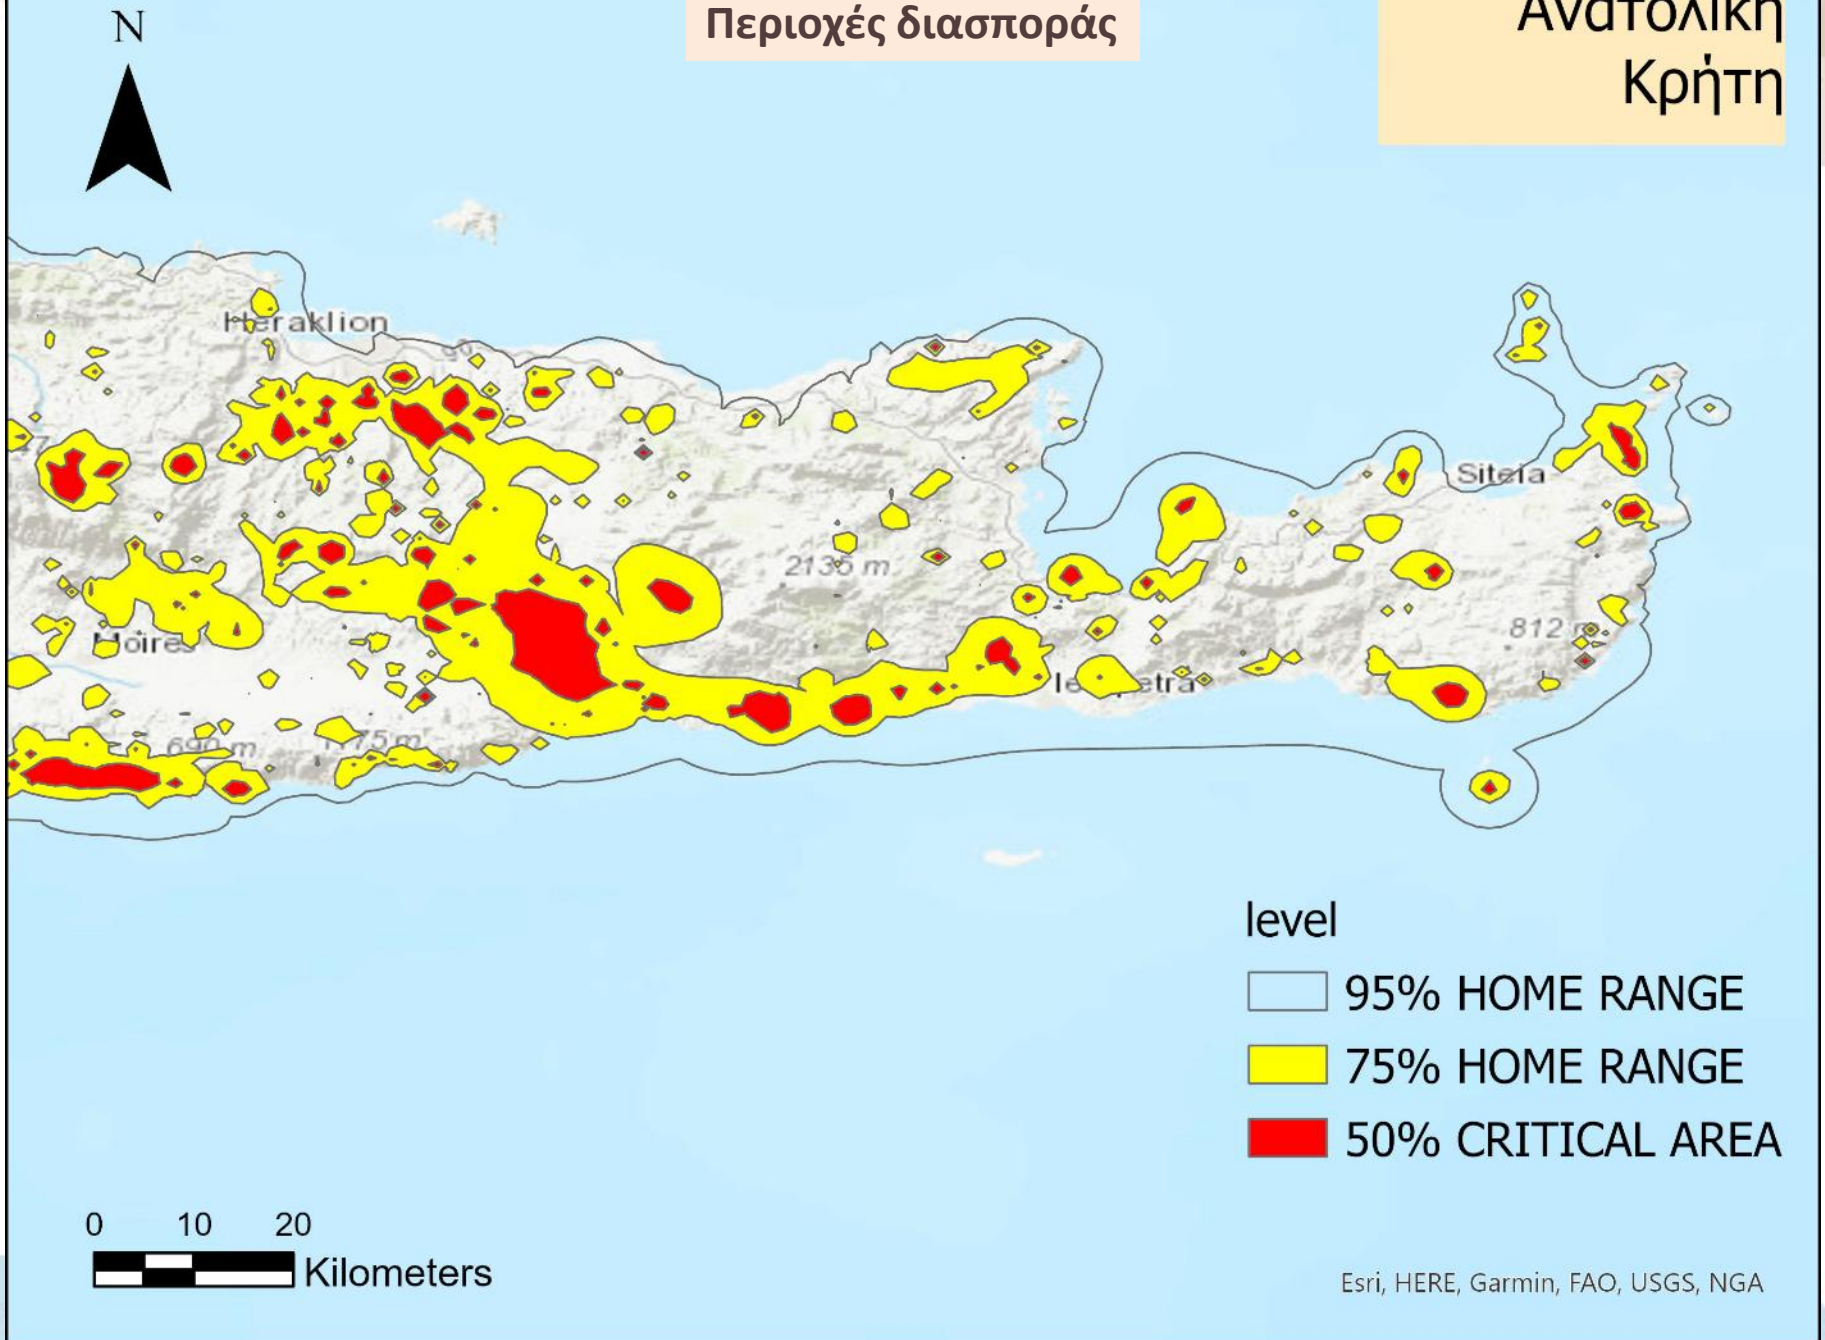 Περιοχές διασποράς
Ανατολική
Κρήτη
N
Heraklion
2135 m
Siteia
812 m
Moires
690 m
1175 m
level
95% HOME RANGE
75% HOME RANGE
50% CRITICAL AREA
0 10 20
Kilometers
Esri, HERE, Garmin, FAO, USGS, NGA